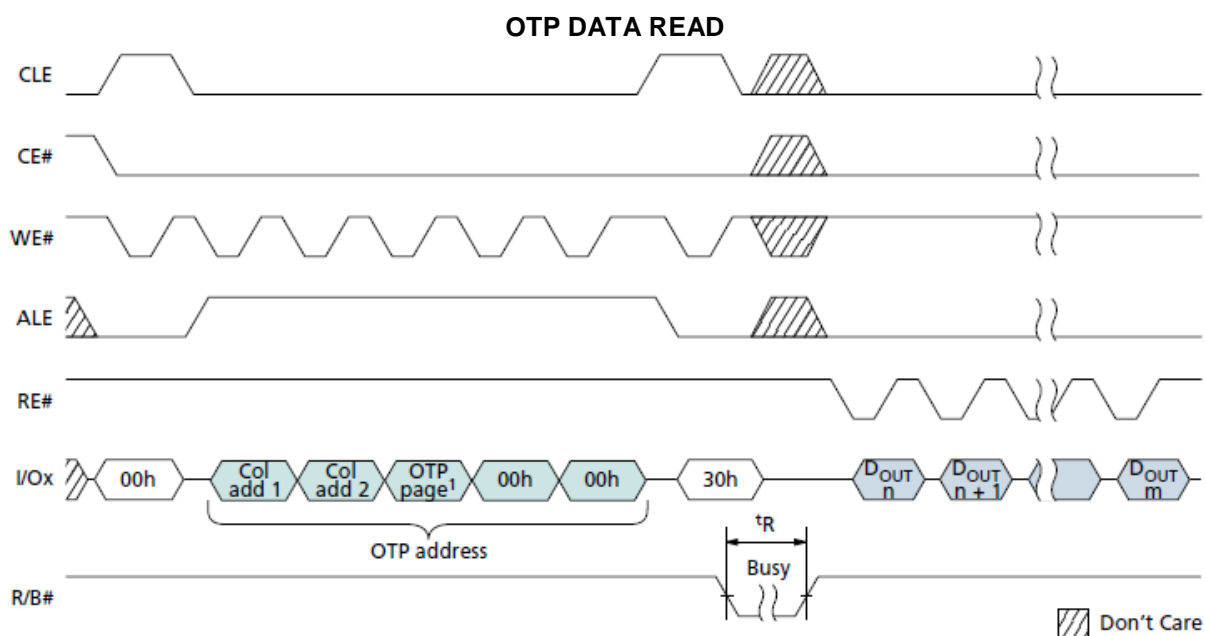 OTP DATA READ
CLE
CE#
WE#
ALE
RE#
I/Ox
00h
Col add 1
Col add 2
OTP page¹
00h
00h
30h
DOUT n
DOUT n + 1
DOUT m
OTP address
tR
Busy
R/B#
Don't Care